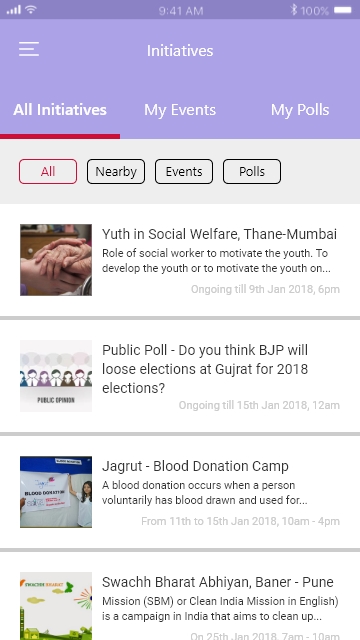 9:41 AM 100%
Initiatives
All Initiatives My Events My Polls
All Nearby Events Polls
Yuth in Social Welfare, Thane-Mumbai
Role of social worker to motivate the youth. To
develop the youth or to motivate the youth on...
Ongoing till 9th Jan 2018, 6pm
Public Poll - Do you think BJP will
loose elections at Gujrat for 2018
elections?
PUBLIC OPINION
Ongoing till 15th Jan 2018, 12am
Jagrut - Blood Donation Camp
A blood donation occurs when a person
voluntarily has blood drawn and used for...
BLOOD DONATION
From 11th to 15th Jan 2018, 10am - 4pm
Swachh Bharat Abhiyan, Baner - Pune
SWACHH BHARAT
Mission (SBM) or Clean India Mission in English)
is a campaign in India that aims to clean up...
On 25th Jan 2018, 7am - 10am